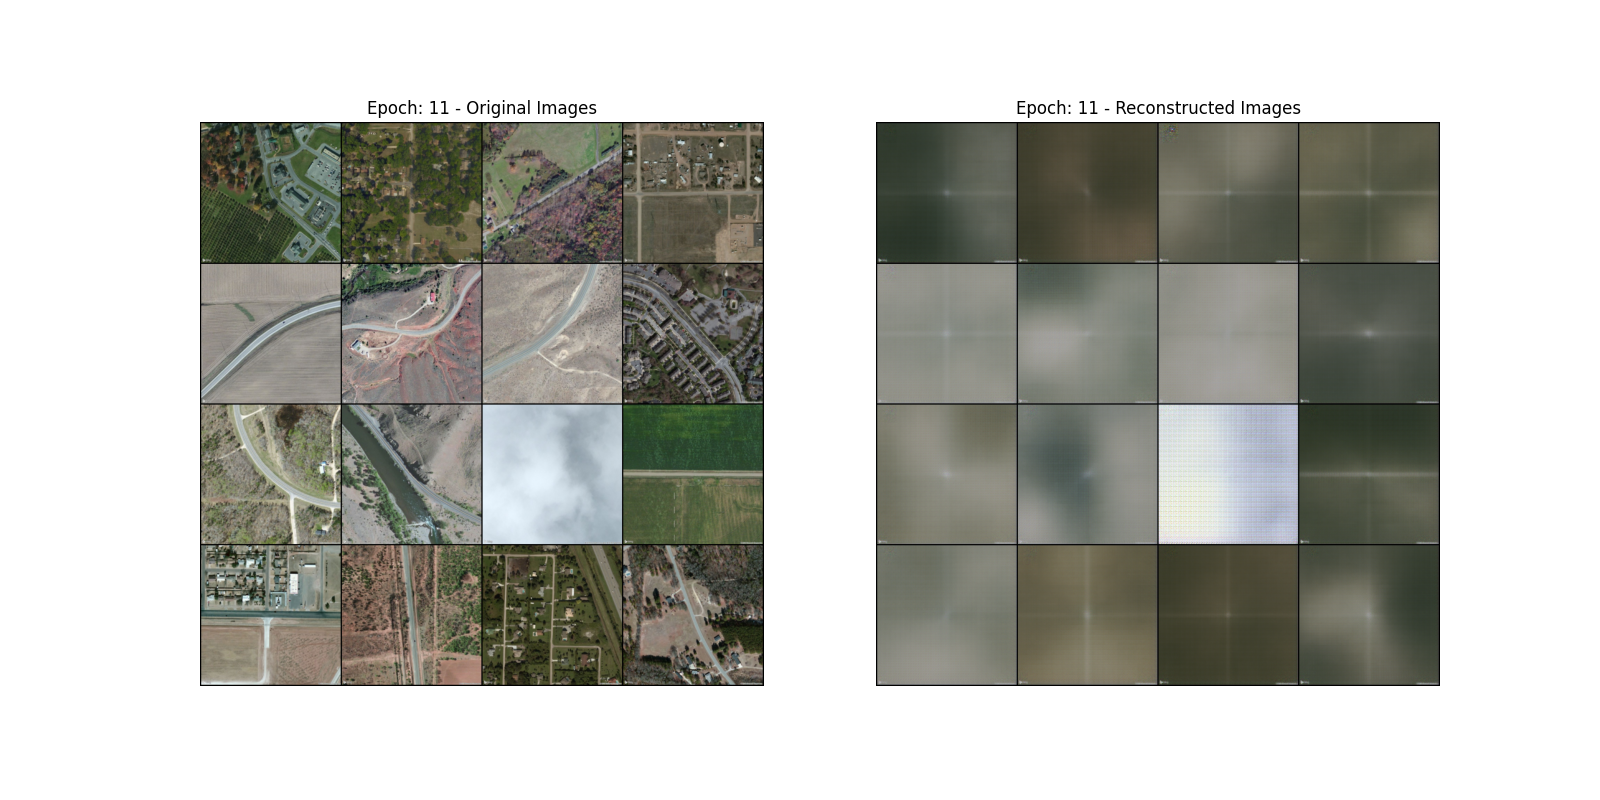 Epoch: 11 - Original Images
Epoch: 11 - Reconstructed Images